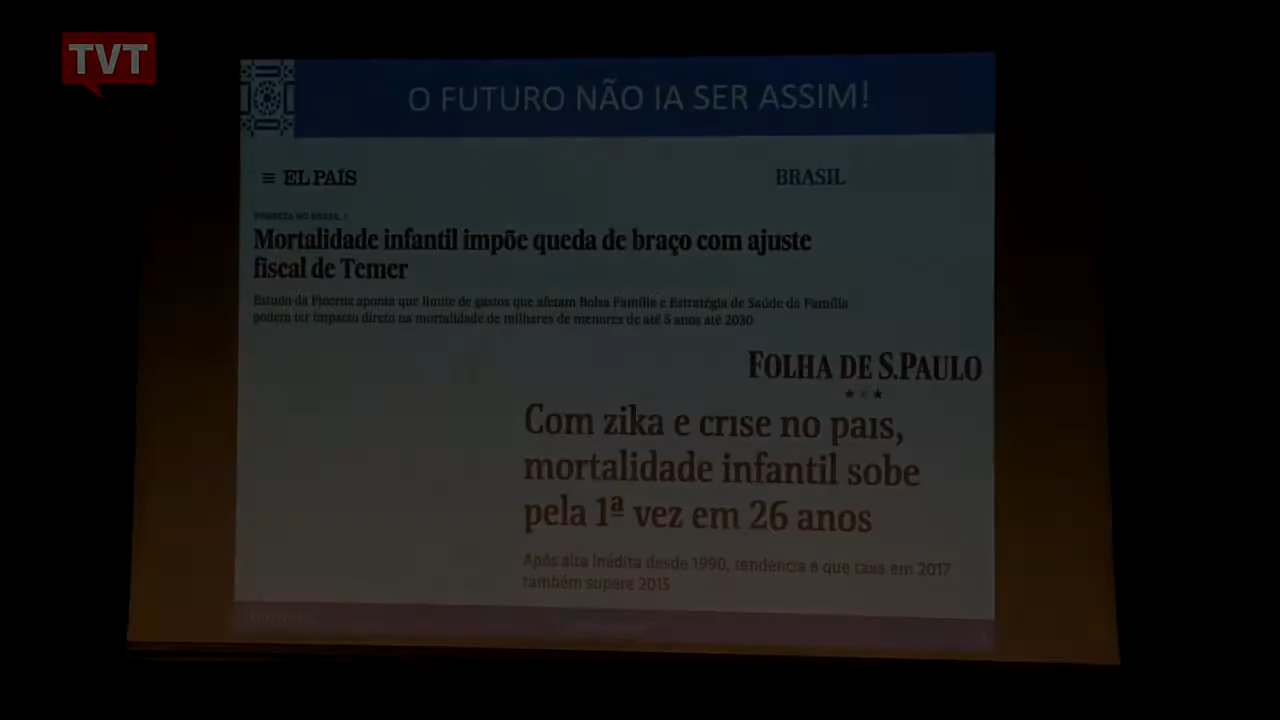 TVT
O FUTURO NÃO IA SER ASSIM!
≡ EL PAÍS
BRASIL
POBREZA NO BRASIL
Mortalidade infantil impõe queda de braço com ajuste
fiscal de Temer
Estudo da Fiocruz aponta que limite de gastos que afetam Bolsa Família e Estratégia de Saúde da Família
podem ter impacto direto na mortalidade de milhares de menores de até 5 anos até 2030
FOLHA DE S.PAULO
★ ★ ★
Com zika e crise no país,
mortalidade infantil sobe
pela 1ª vez em 26 anos
Após alta inédita desde 1990, tendência é que taxa em 2017
também supere 2015